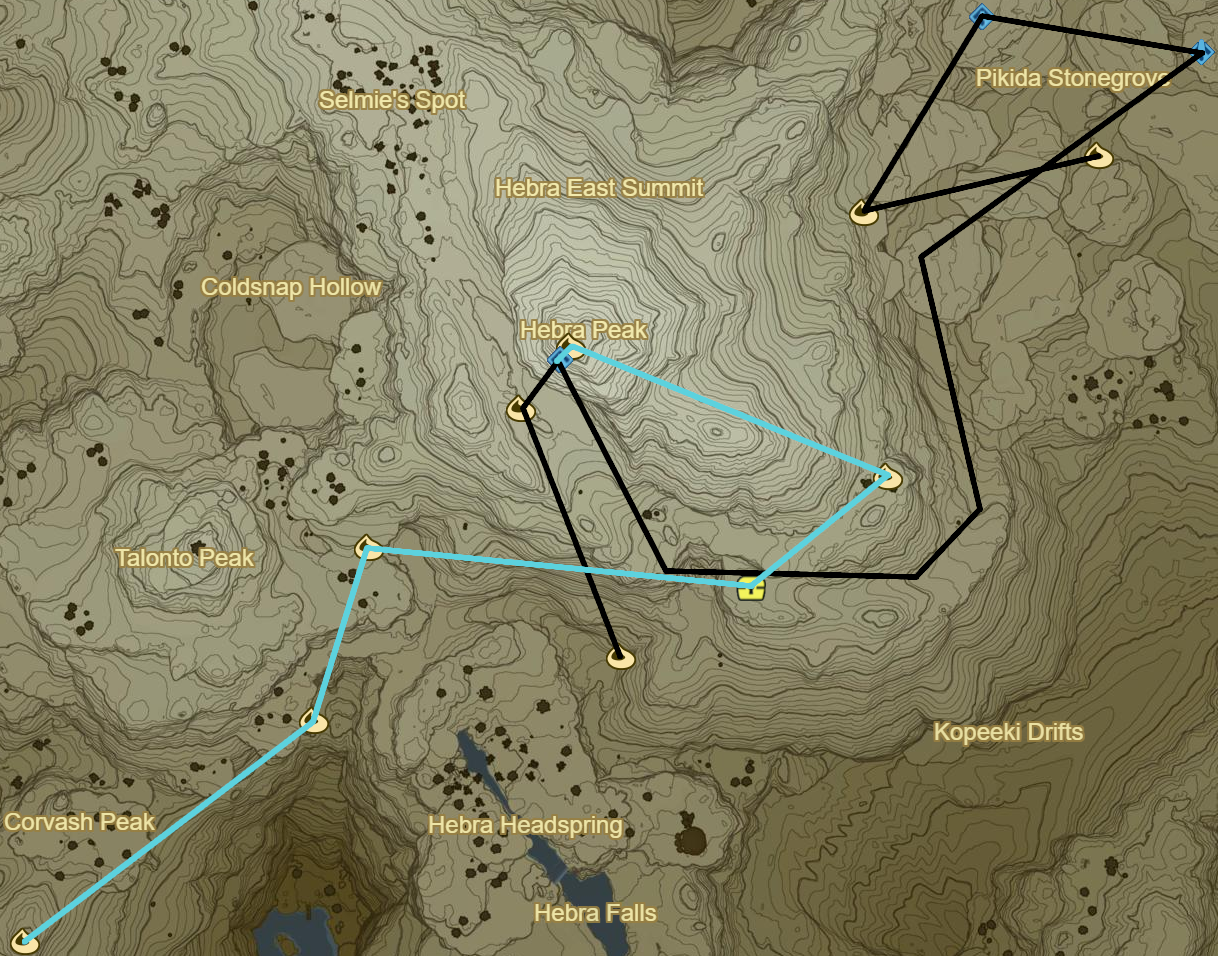 Pikida Stonegrove
Selmie's Spot
Hebra East Summit
Coldsnap Hollow
Hebra Peak
Talonto Peak
Kopeeki Drifts
Corvash Peak
Hebra Headspring
Hebra Falls